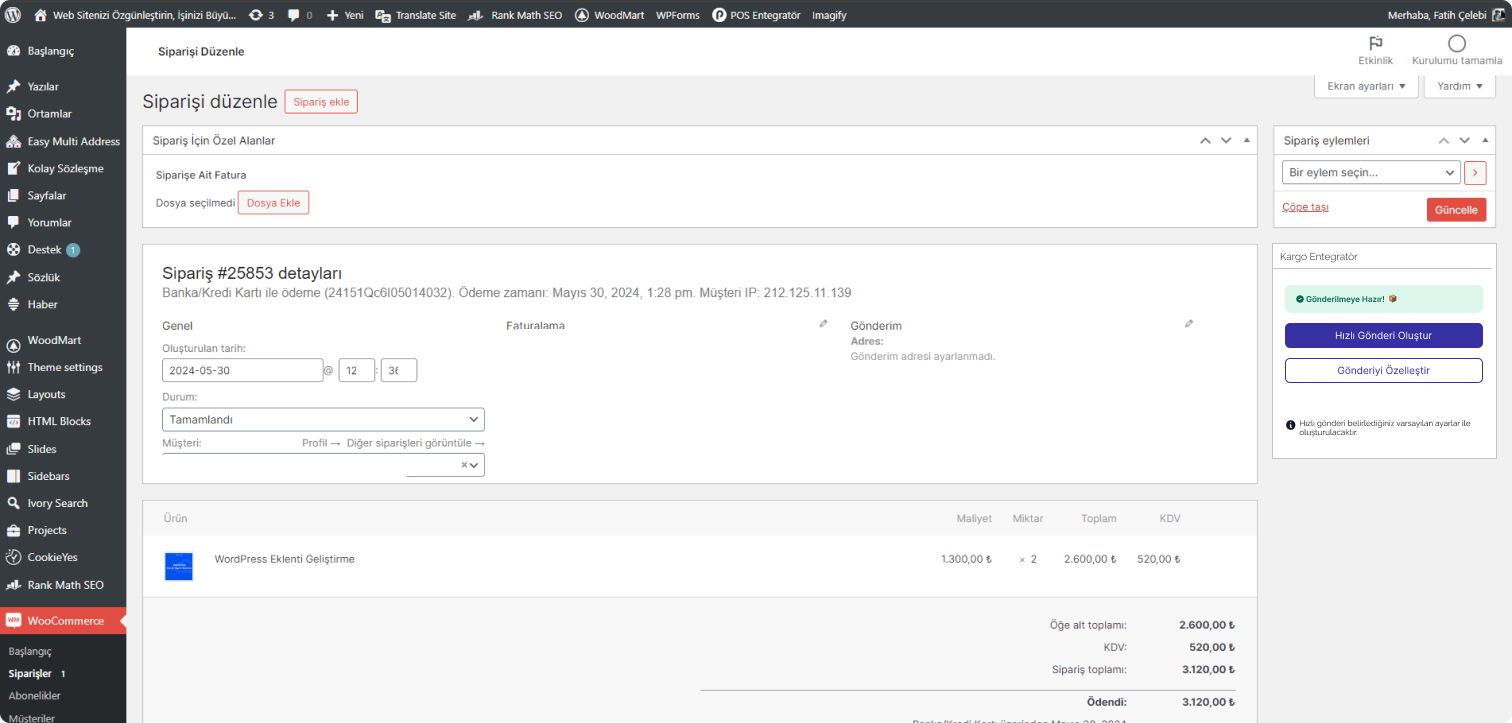 Web Sitenizi Özgünleştirin, İşinizi Büyü... 3 0 Yeni Translate Site Rank Math SEO WoodMart WPForms POS Entegratör Imagify Merhaba, Fatih Çelebi
Başlangıç
Yazılar
Ortamlar
Easy Multi Address
Kolay Sözleşme
Sayfalar
Yorumlar
Destek 1
Sözlük
Haber
WoodMart
Theme settings
Layouts
HTML Blocks
Slides
Sidebars
Ivory Search
Projects
CookieYes
Rank Math SEO
WooCommerce
Başlangıç
Siparişler 1
Abonelikler
Müşteriler
Siparişi Düzenle
Etkinlik
Kurulumu tamamla
Ekran ayarları
Yardım
Siparişi düzenle Sipariş ekle
Sipariş İçin Özel Alanlar
Siparişe Ait Fatura
Dosya seçilmedi Dosya Ekle
Sipariş #25853 detayları
Banka/Kredi Kartı ile ödeme (24151Qc6I05014032). Ödeme zamanı: Mayıs 30, 2024, 1:28 pm. Müşteri IP: 212.125.11.139
Genel
Oluşturulan tarih:
2024-05-30 @ 12 : 36
Durum:
Tamamlandı
Müşteri: Profil → Diğer siparişleri görüntüle →
×
Faturalama
Gönderim
Adres:
Gönderim adresi ayarlanmadı.
Ürün Maliyet Miktar Toplam KDV
WordPress Eklenti Geliştirme 1.300,00 ₺ × 2 2.600,00 ₺ 520,00 ₺
Öğe alt toplamı: 2.600,00 ₺
KDV: 520,00 ₺
Sipariş toplamı: 3.120,00 ₺
Ödendi: 3.120,00 ₺
Banka/Kredi Kartı üzerinden Mayıs 30, 2024
Sipariş eylemleri
Bir eylem seçin...
Çöpe taşı Güncelle
Kargo Entegratör
Gönderilmeye Hazır!
Hızlı Gönderi Oluştur
Gönderiyi Özelleştir
Hızlı gönderi belirlediğiniz varsayılan ayarlar ile
oluşturulacaktır.